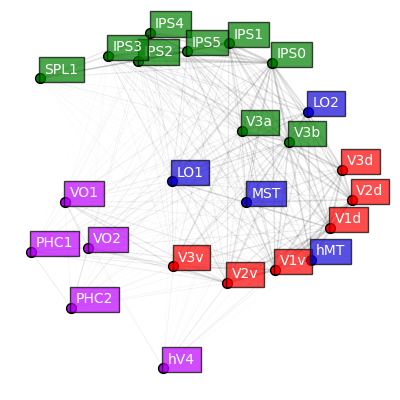 IPS4
IPS1
IPS3
IPS2
IPS5
IPS0
SPL1
LO2
V3a
V3b
V3d
LO1
V2d
VO1
MST
V1d
VO2
PHC1
hMT
V3v
V1v
V2v
PHC2
hV4